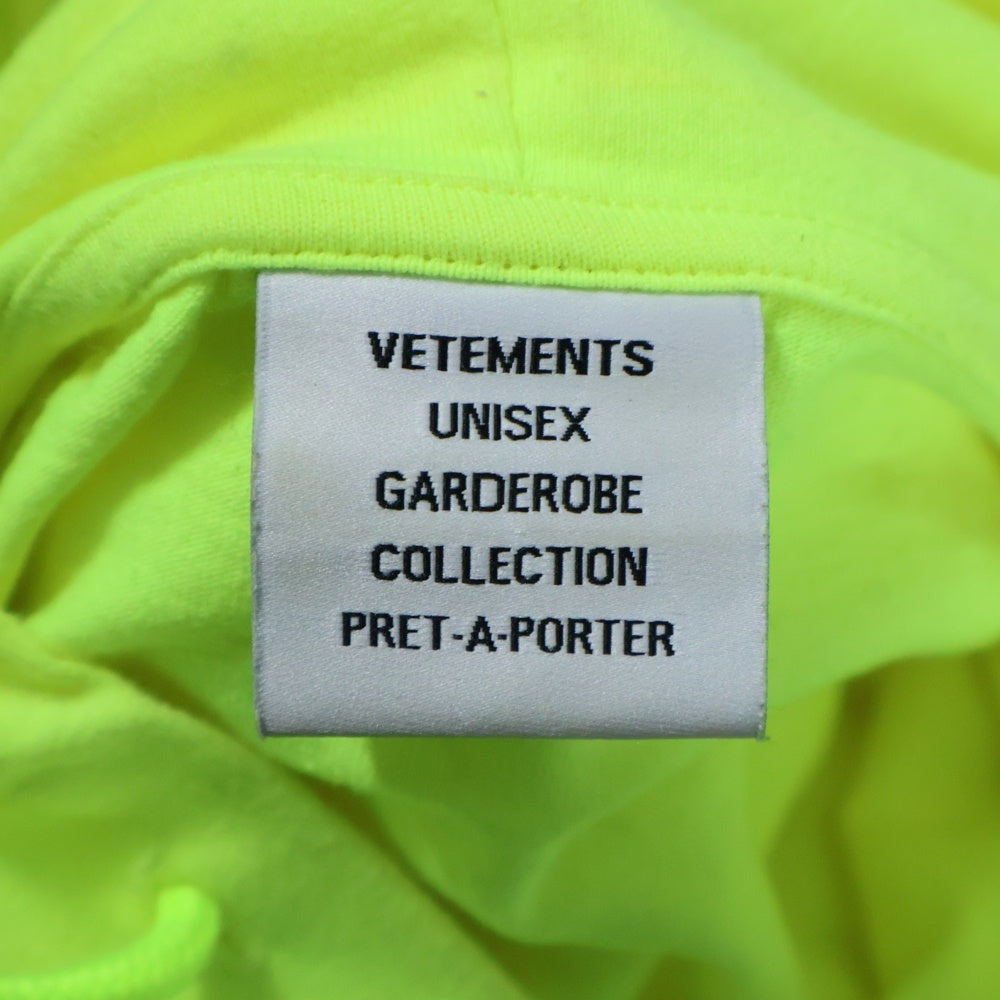 VETEMENTS
UNISEX
GARDEROBE
COLLECTION
PRET-A-PORTER